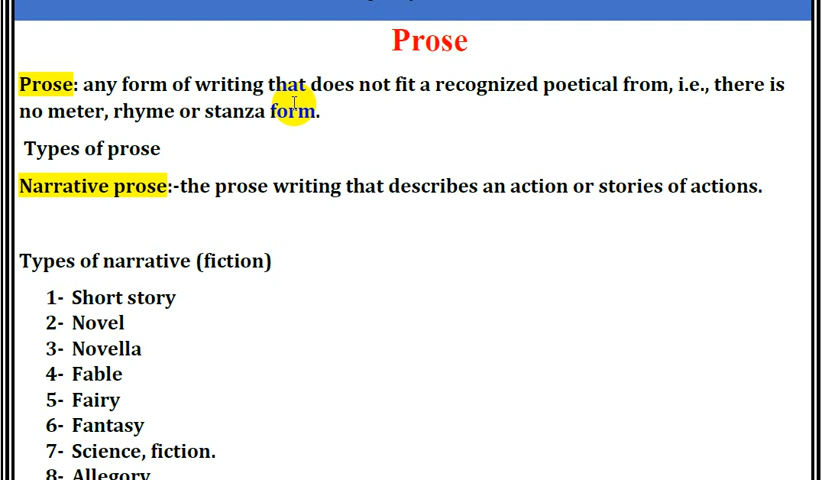 Prose
Prose: any form of writing that does not fit a recognized poetical from, i.e., there is
no meter, rhyme or stanza form.
Types of prose
Narrative prose:-the prose writing that describes an action or stories of actions.
Types of narrative (fiction)
1- Short story
2- Novel
3- Novella
4- Fable
5- Fairy
6- Fantasy
7- Science, fiction.
8- Allegory